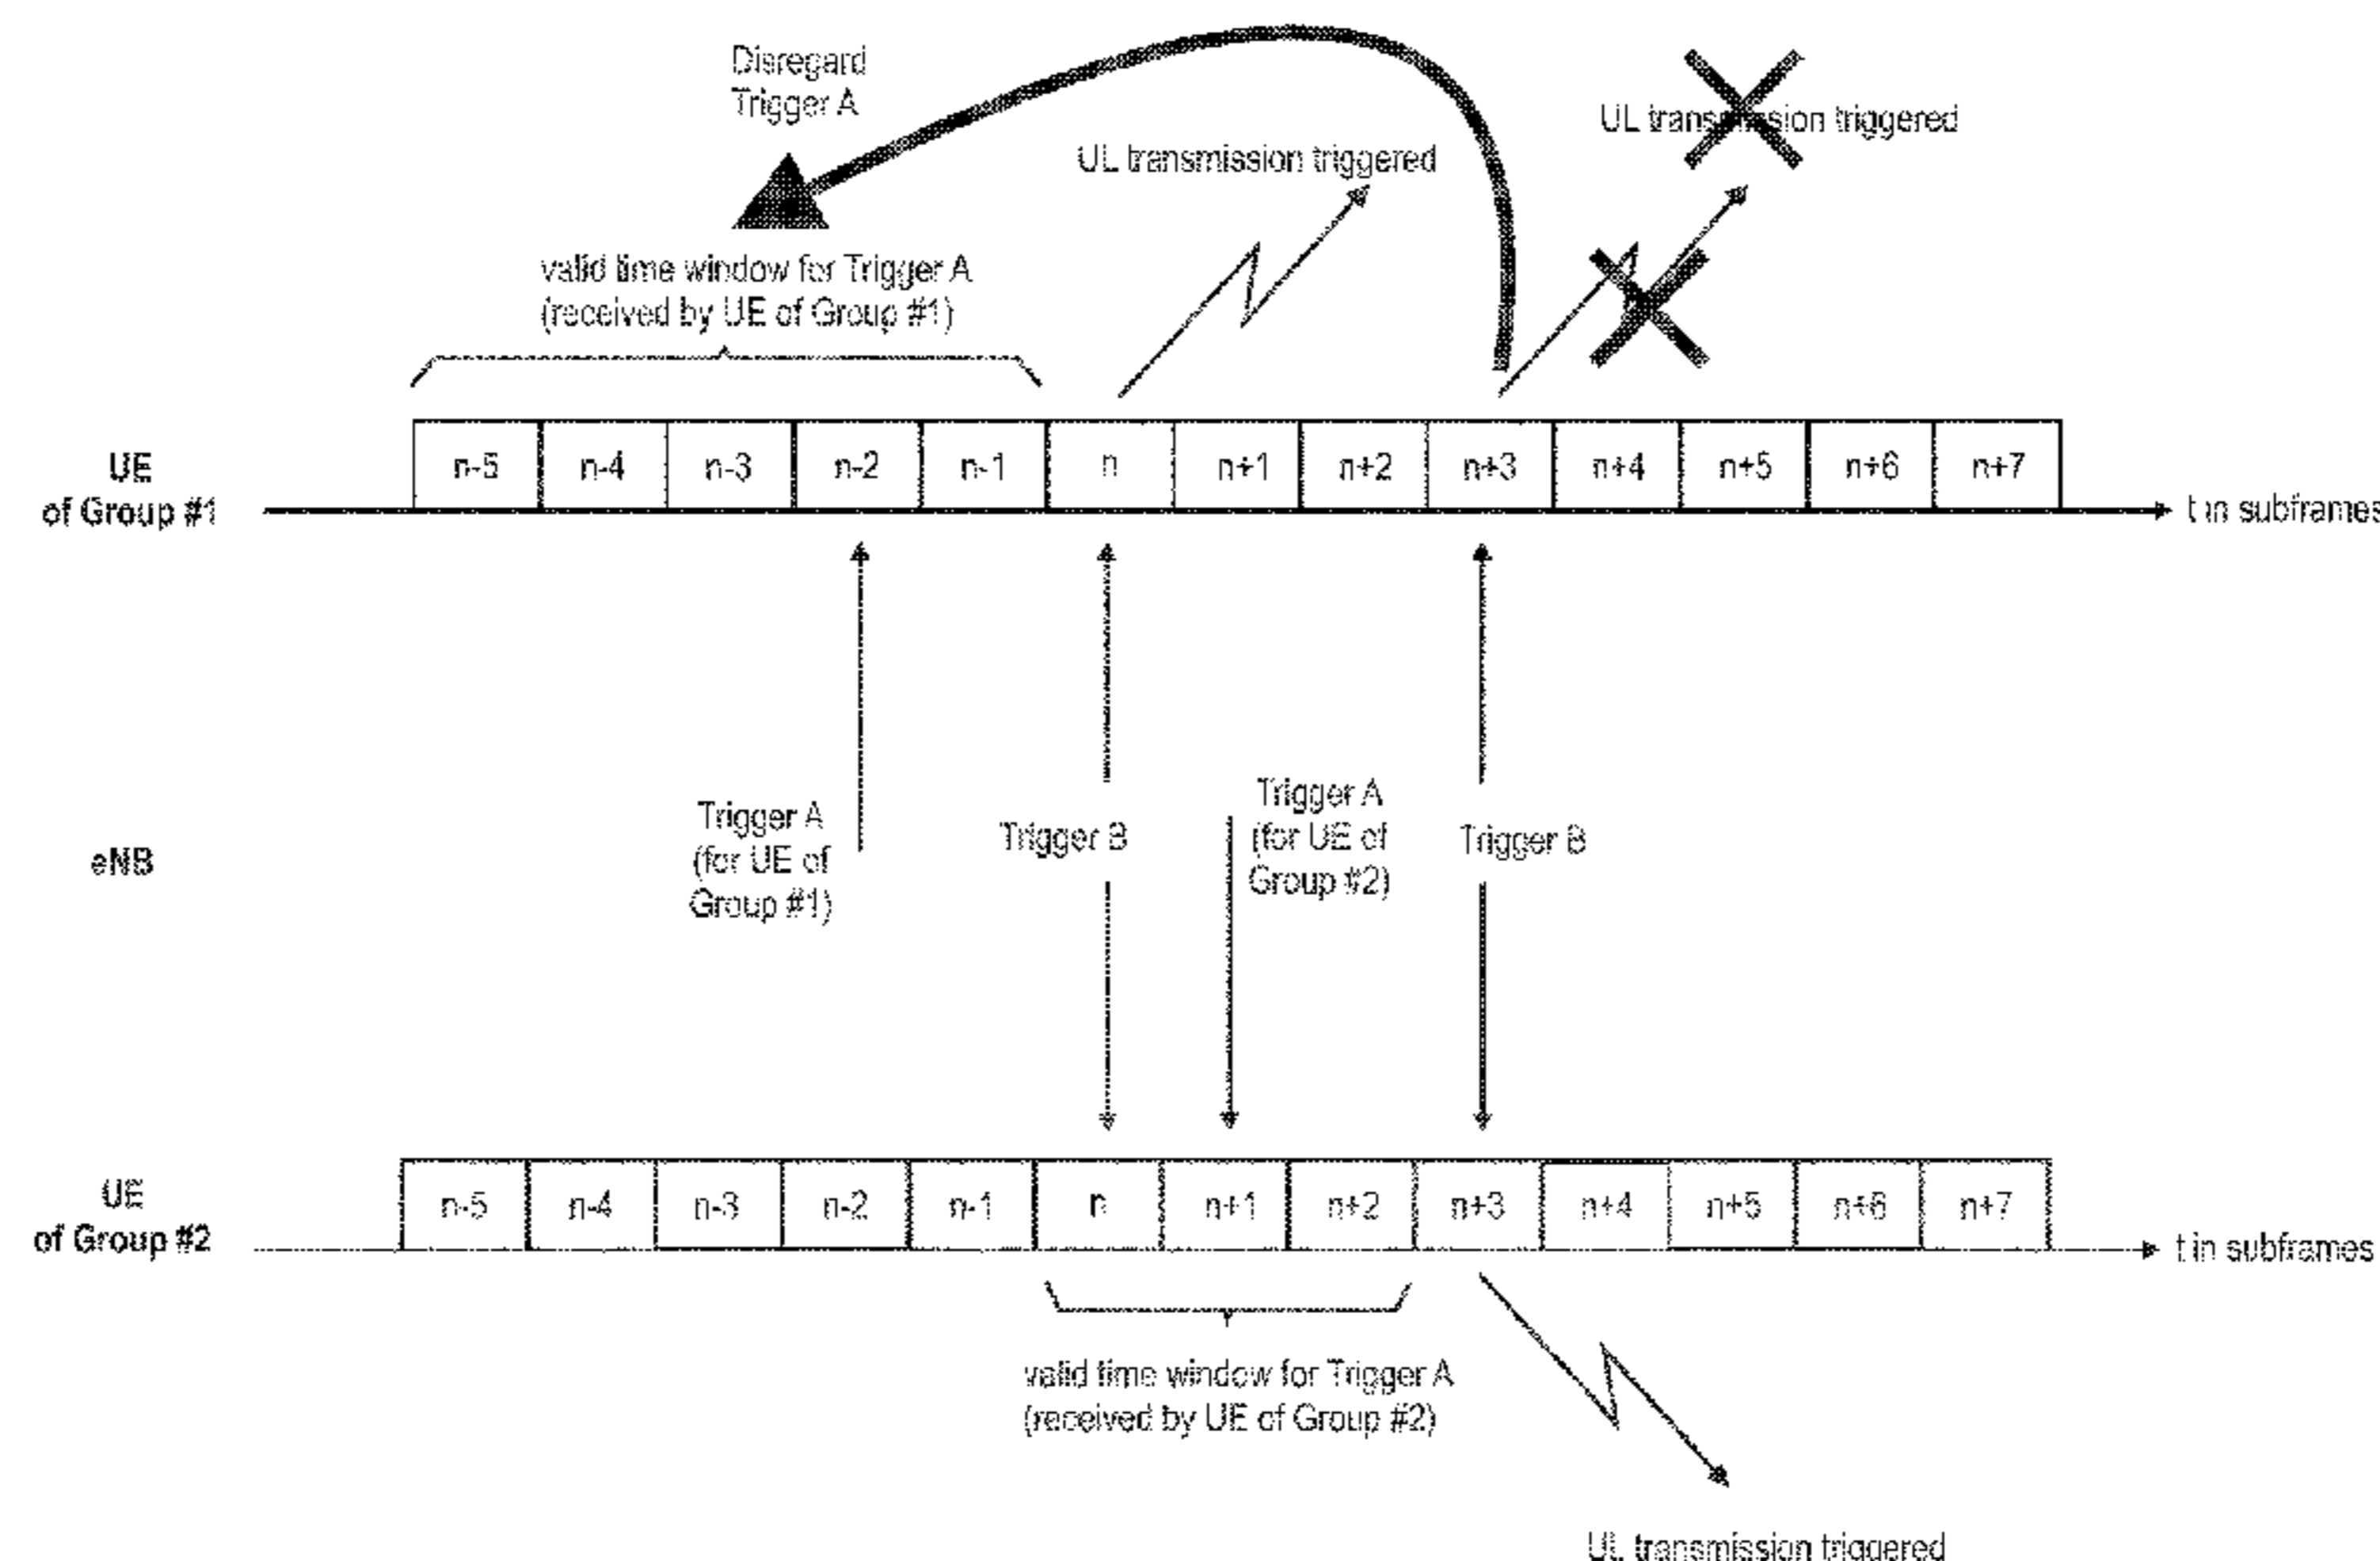 Disregard
Trigger A
UL transmission triggered
UL transmission triggered
valid time window for Trigger A
(received by UE of Group #1)
UE
of Group #1
n-5 n-4 n-3 n-2 n-1 n n+1 n+2 n+3 n+4 n+5 n+6 n+7
t in subframes
eNB
Trigger A
(for UE of
Group #1)
Trigger B
Trigger A
(for UE of
Group #2)
Trigger B
UE
of Group #2
n-5 n-4 n-3 n-2 n-1 n n+1 n+2 n+3 n+4 n+5 n+6 n+7
t in subframes
valid time window for Trigger A
(received by UE of Group #2)
UL transmission triggered